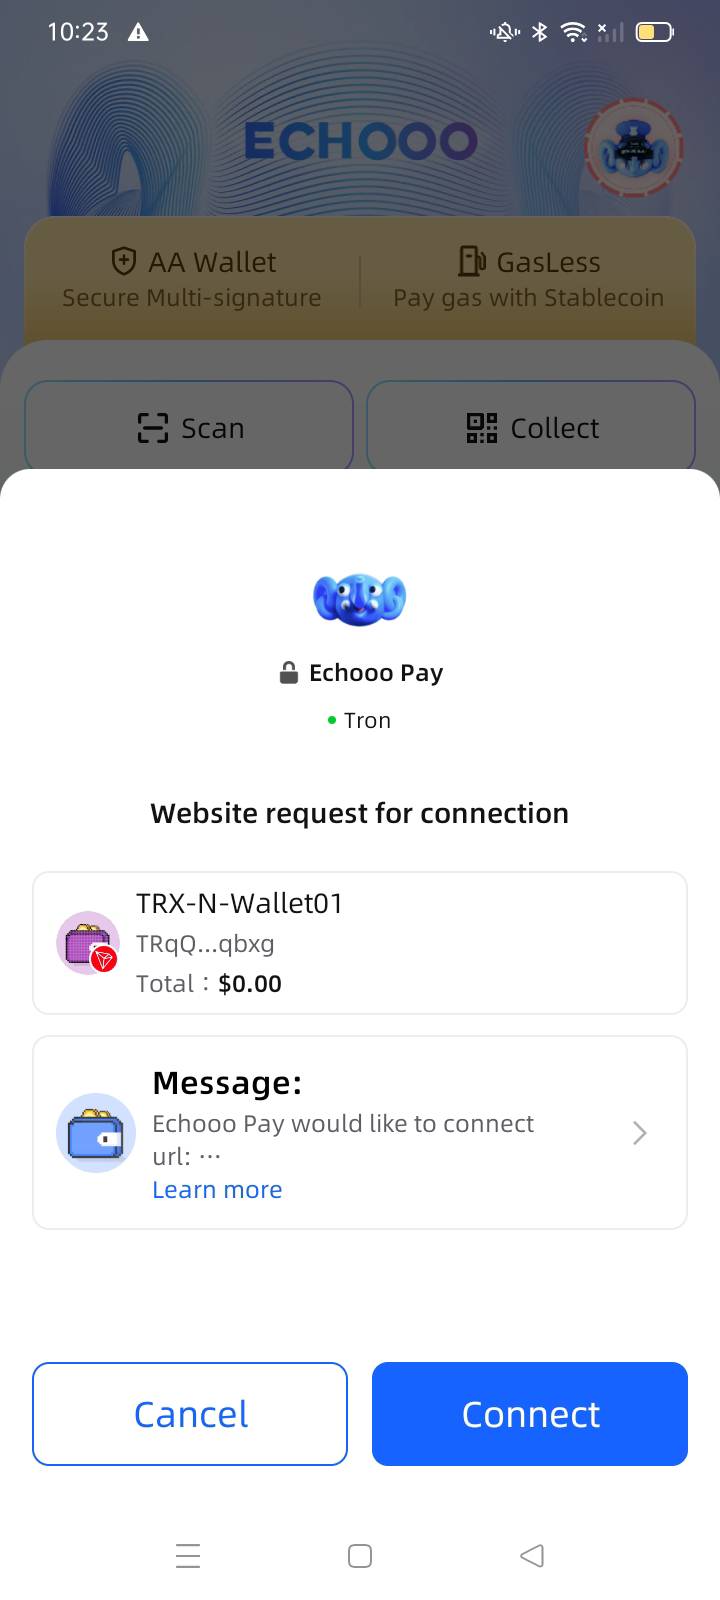 10:23
ECHOOO
AA Wallet
Secure Multi-signature
GasLess
Pay gas with Stablecoin
Scan
Collect
Echooo Pay
Tron
Website request for connection
TRX-N-Wallet01
TRqQ...qbxg
Total : $0.00
Message:
Echooo Pay would like to connect
url: ···
Learn more
Cancel
Connect